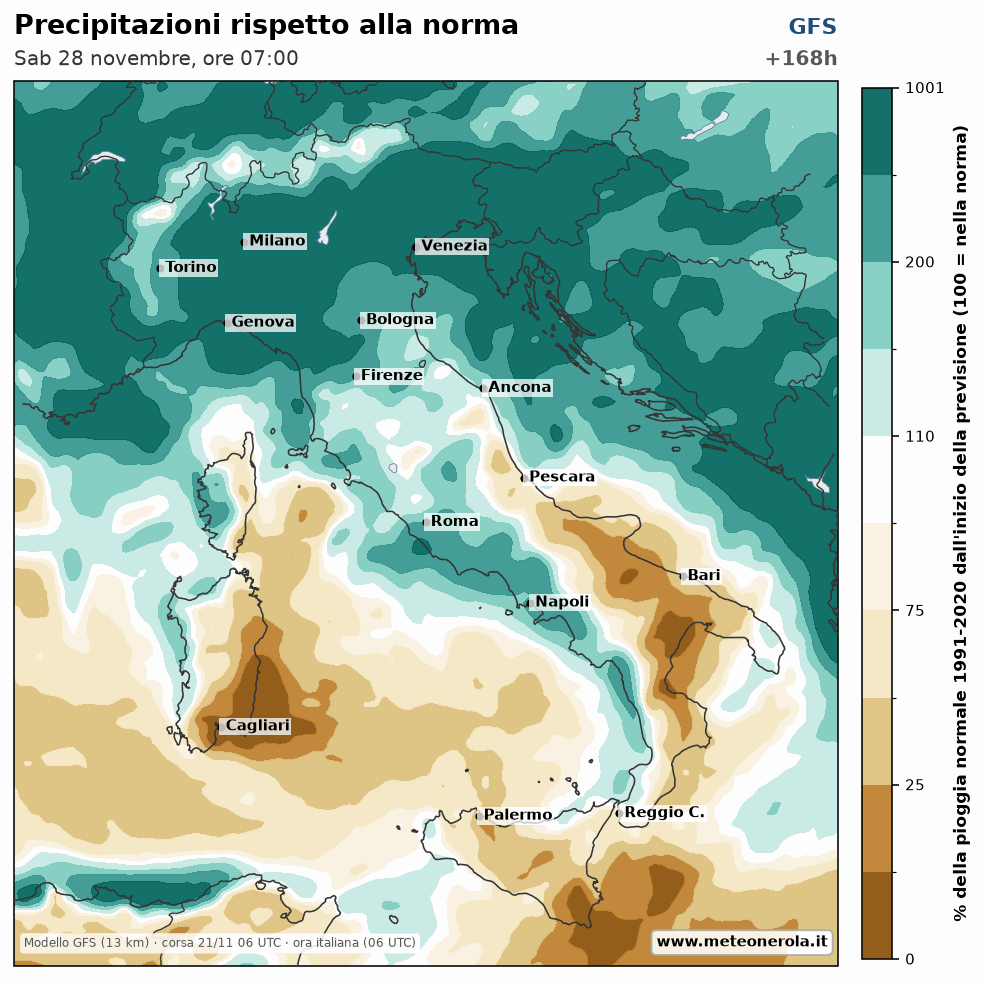 Precipitazioni rispetto alla norma
GFS
Sab 28 novembre, ore 07:00
+168h
1001
200
110
75
25
0
% della pioggia normale 1991-2020 dall'inizio della previsione (100 = nella norma)
Milano
Venezia
Torino
Genova
Bologna
Firenze
Ancona
Pescara
Roma
Bari
Napoli
Cagliari
Palermo
Reggio C.
Modello GFS (13 km) · corsa 21/11 06 UTC · ora italiana (06 UTC)
www.meteonerola.it